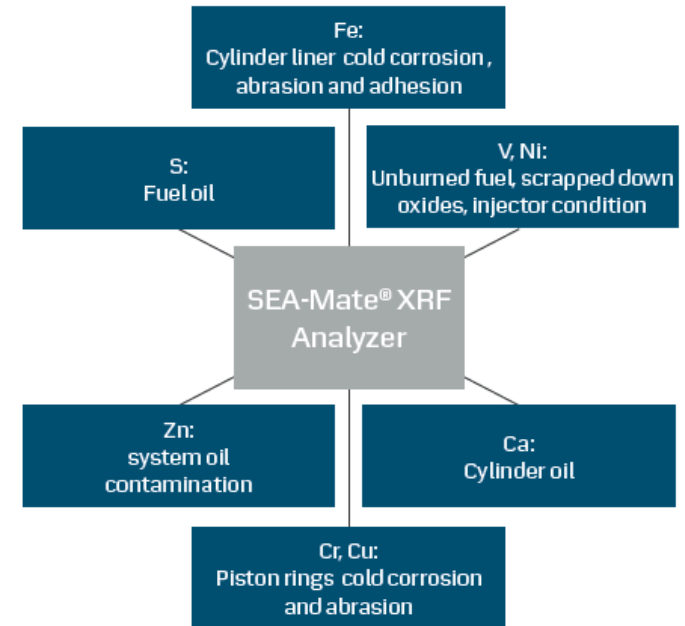 Fe:
Cylinder liner cold corrosion ,
abrasion and adhesion
S:
Fuel oil
V, Ni:
Unburned fuel, scrapped down
oxides, injector condition
SEA-Mate® XRF
Analyzer
Zn:
system oil
contamination
Ca:
Cylinder oil
Cr, Cu:
Piston rings cold corrosion
and abrasion